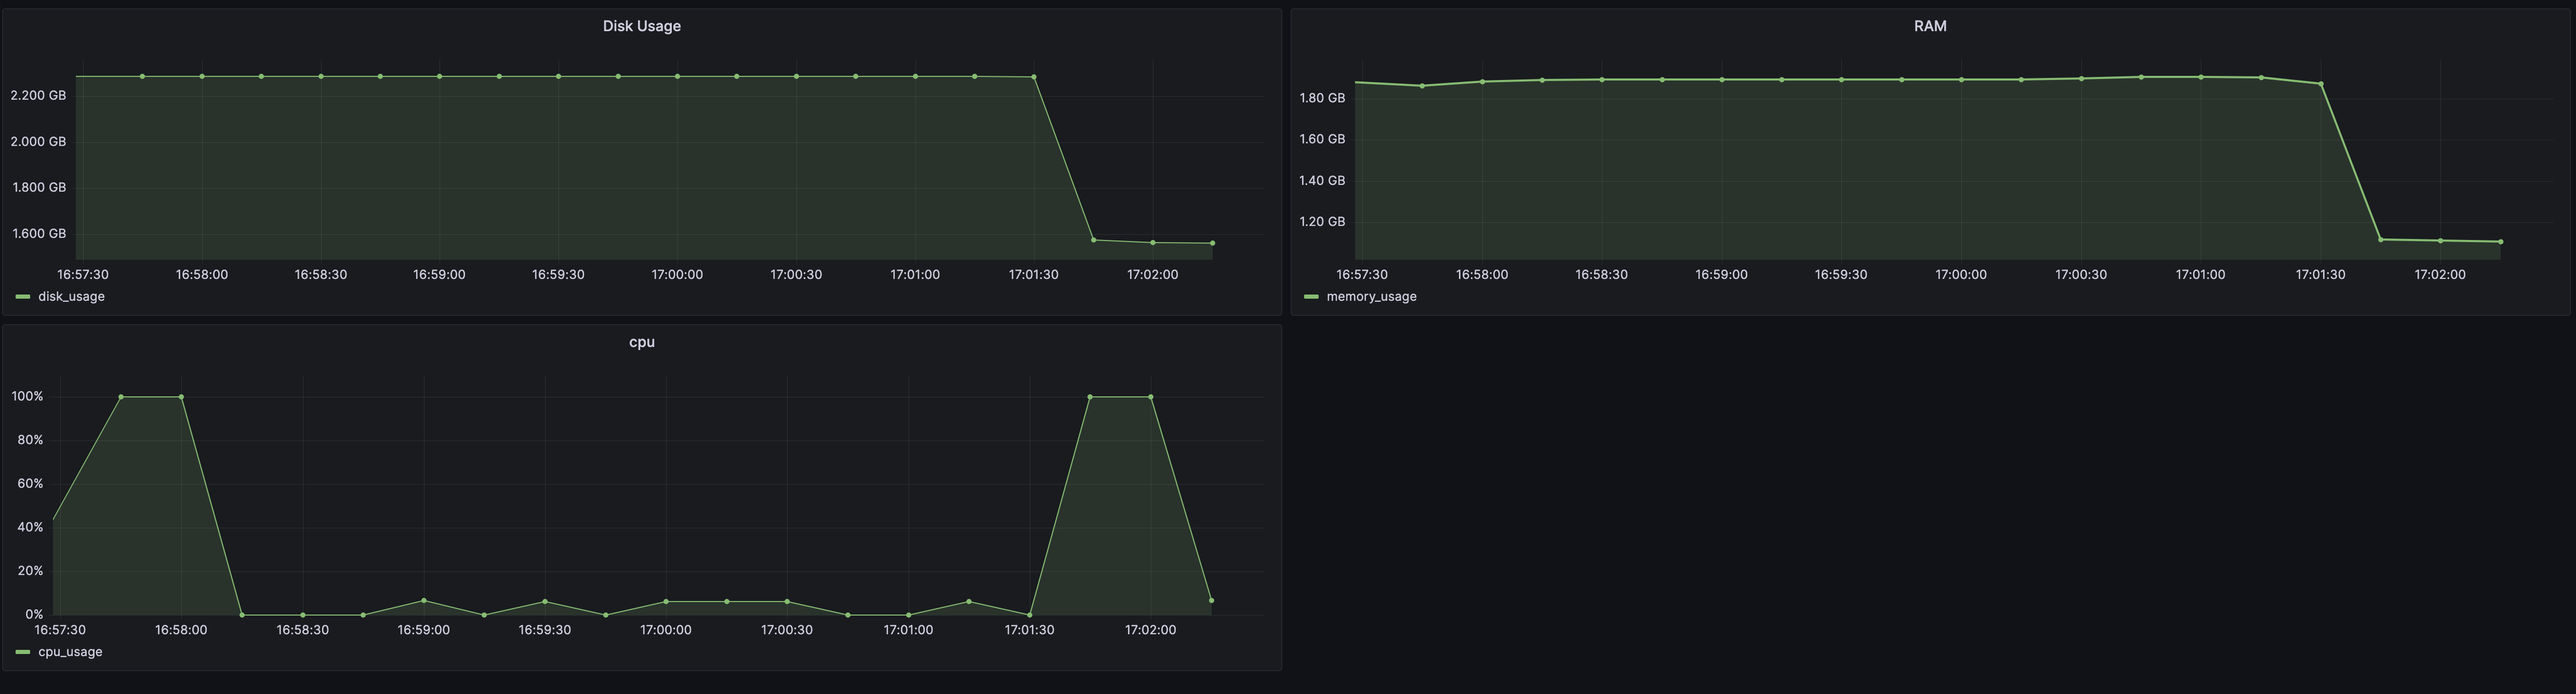 Disk Usage
2.200 GB
2.000 GB
1.800 GB
1.600 GB
16:57:30 16:58:00 16:58:30 16:59:00 16:59:30 17:00:00 17:00:30 17:01:00 17:01:30 17:02:00
disk_usage
RAM
1.80 GB
1.60 GB
1.40 GB
1.20 GB
16:57:30 16:58:00 16:58:30 16:59:00 16:59:30 17:00:00 17:00:30 17:01:00 17:01:30 17:02:00
memory_usage
cpu
100%
80%
60%
40%
20%
0%
16:57:30 16:58:00 16:58:30 16:59:00 16:59:30 17:00:00 17:00:30 17:01:00 17:01:30 17:02:00
cpu_usage